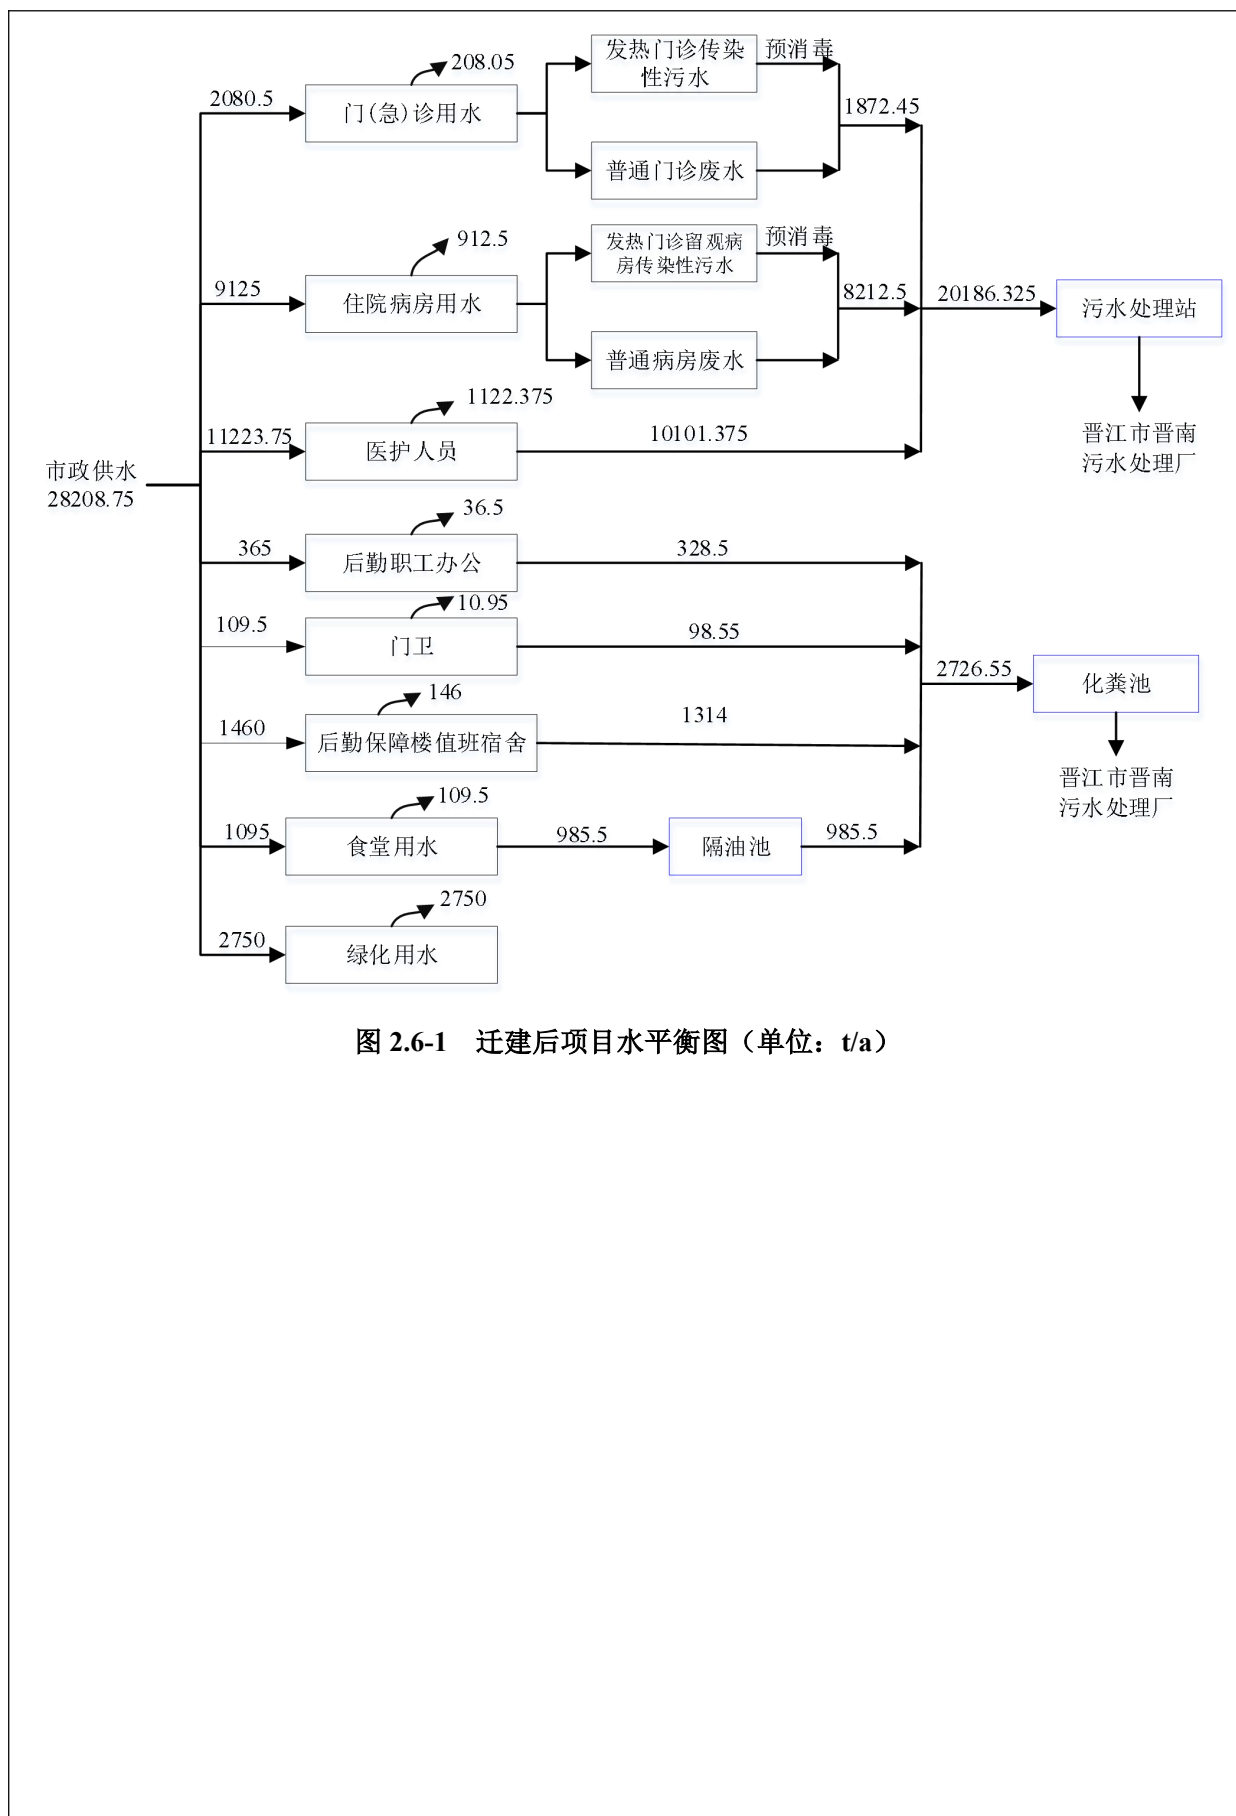 208.05
发热门诊传染
性污水
预消毒
2080.5
门(急)诊用水
1872.45
普通门诊废水
912.5
发热门诊留观病
房传染性污水
预消毒
9125
住院病房用水
8212.5
20186.325
污水处理站
普通病房废水
1122.375
11223.75
医护人员
10101.375
晋江市晋南
污水处理厂
市政供水
28208.75
36.5
365
后勤职工办公
328.5
10.95
109.5
门卫
98.55
2726.55
化粪池
146
1460
后勤保障楼值班宿舍
1314
晋江市晋南
污水处理厂
109.5
1095
食堂用水
985.5
隔油池
985.5
2750
2750
绿化用水
图 2.6-1 迁建后项目水平衡图（单位：t/a）